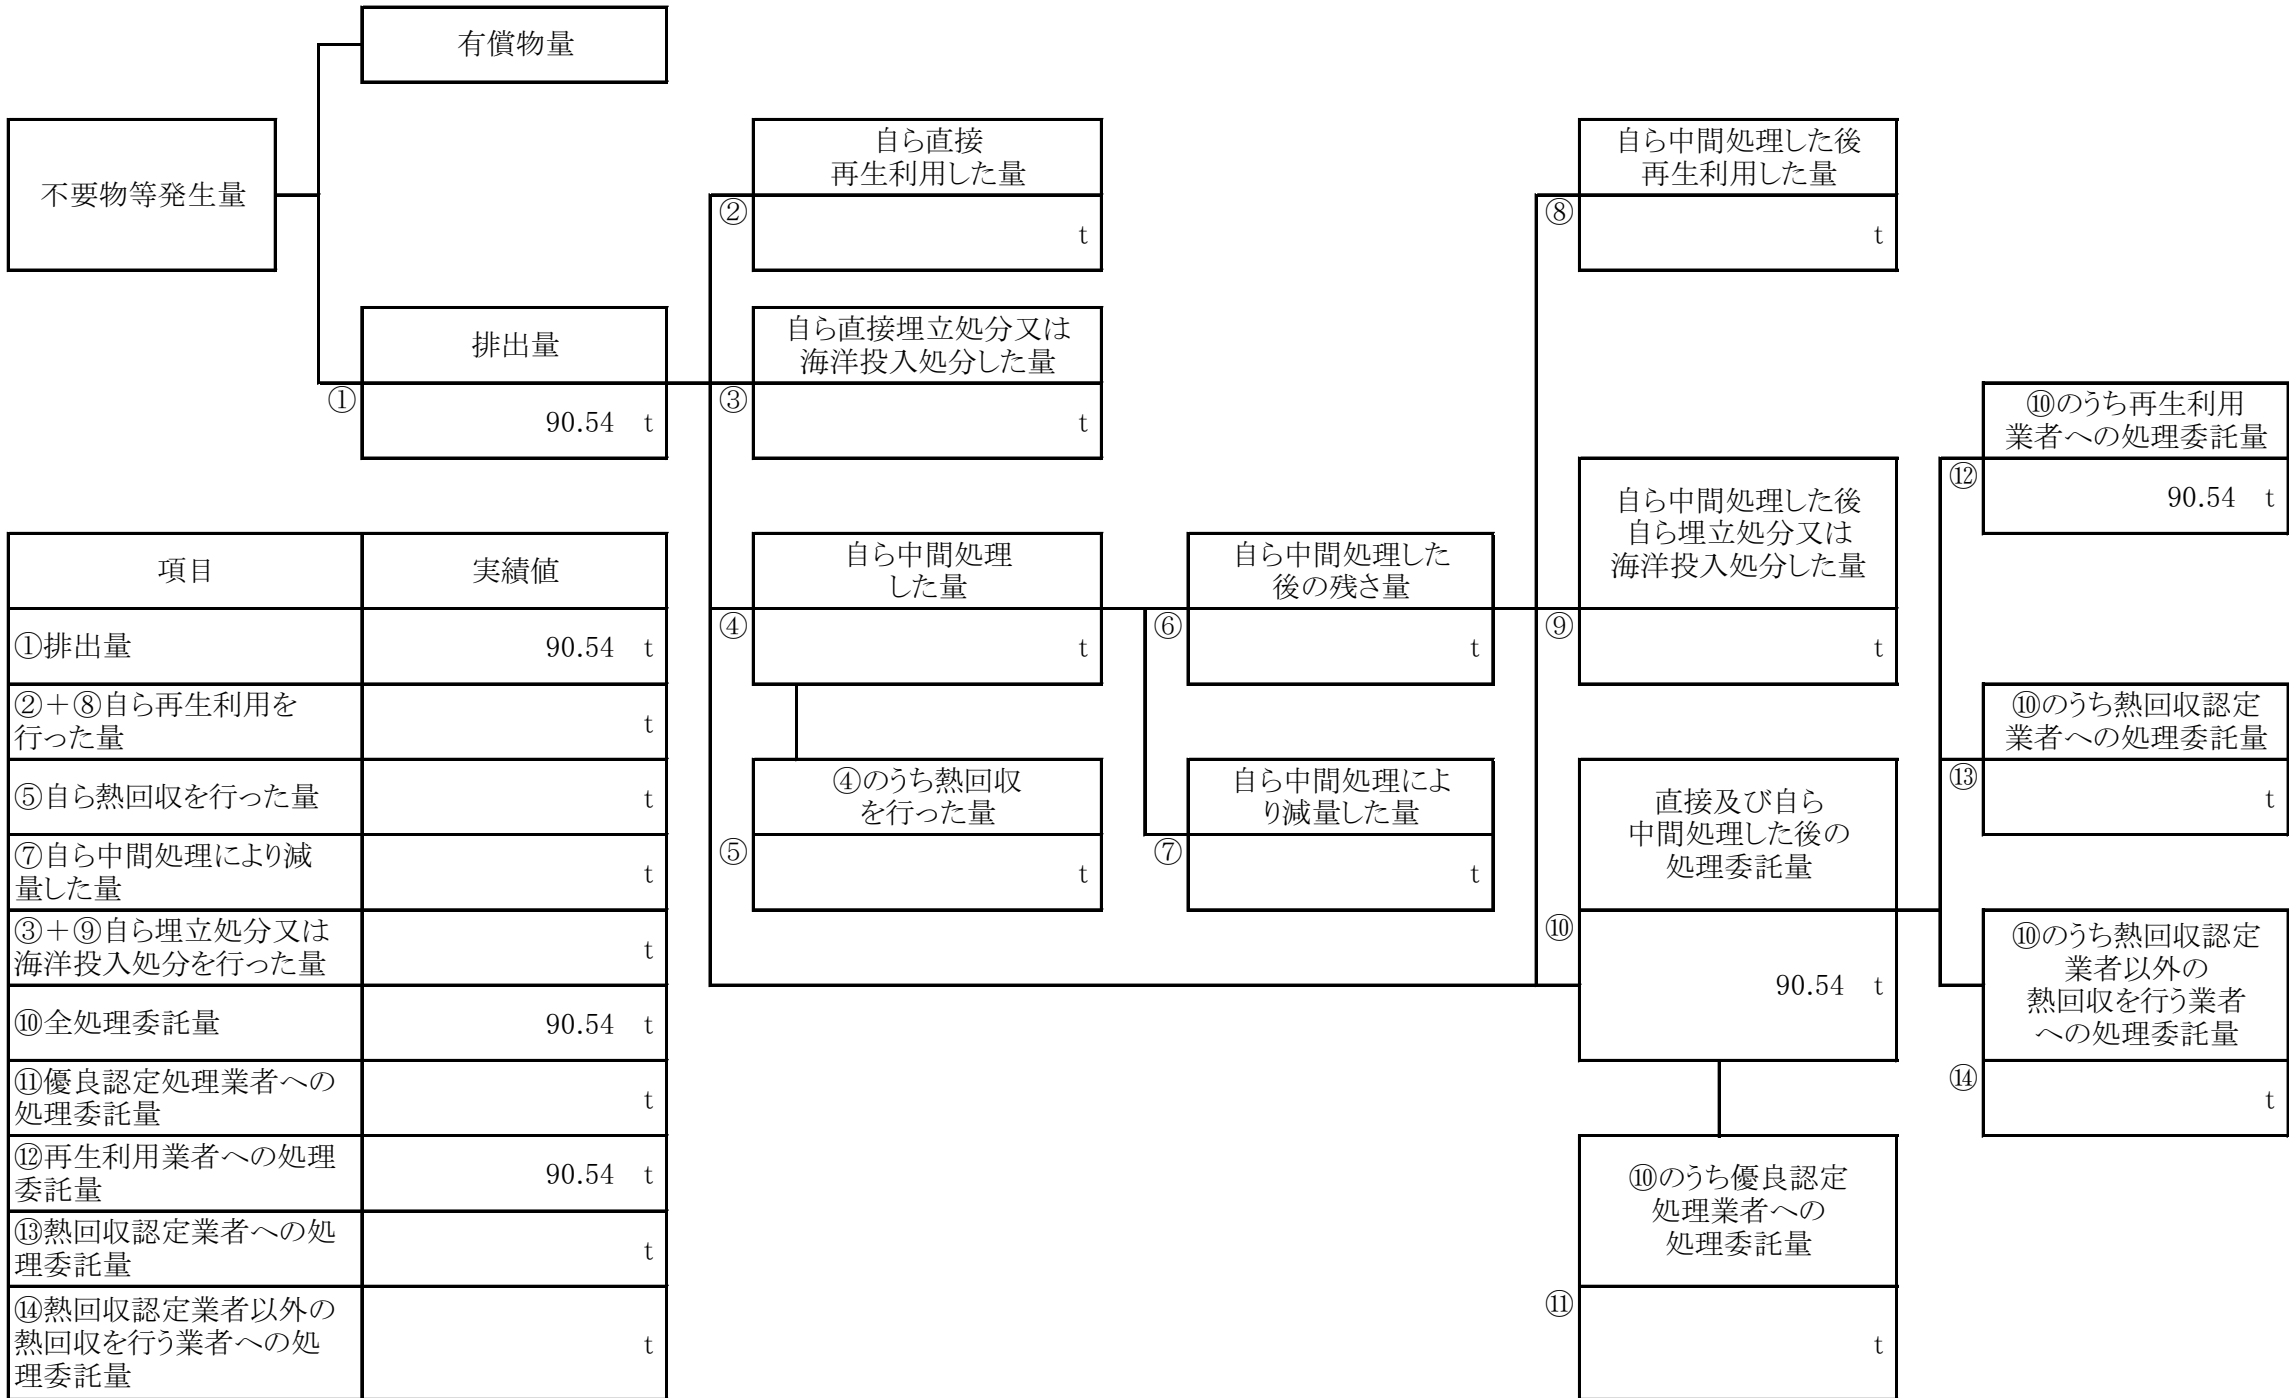 有償物量
不要物等発生量
排出量
①
90.54 t
自ら直接
再生利用した量
②
t
自ら直接埋立処分又は
海洋投入処分した量
③
t
自ら中間処理
した量
④
t
④のうち熱回収
を行った量
⑤
t
自ら中間処理した
後の残さ量
⑥
t
自ら中間処理によ
り減量した量
⑦
t
自ら中間処理した後
再生利用した量
⑧
t
自ら中間処理した後
自ら埋立処分又は
海洋投入処分した量
⑨
t
直接及び自ら
中間処理した後の
処理委託量
⑩
90.54 t
⑩のうち優良認定
処理業者への
処理委託量
⑪
t
⑩のうち再生利用
業者への処理委託量
⑫
90.54 t
⑩のうち熱回収認定
業者への処理委託量
⑬
t
⑩のうち熱回収認定
業者以外の
熱回収を行う業者
への処理委託量
⑭
t
項目 実績値
①排出量 90.54 t
②+⑧自ら再生利用を
行った量
t
⑤自ら熱回収を行った量 t
⑦自ら中間処理により減
量した量
t
③+⑨自ら埋立処分又は
海洋投入処分を行った量
t
⑩全処理委託量 90.54 t
⑪優良認定処理業者への
処理委託量
t
⑫再生利用業者への処理
委託量
90.54 t
⑬熱回収認定業者への処
理委託量
t
⑭熱回収認定業者以外の
熱回収を行う業者への処
理委託量
t